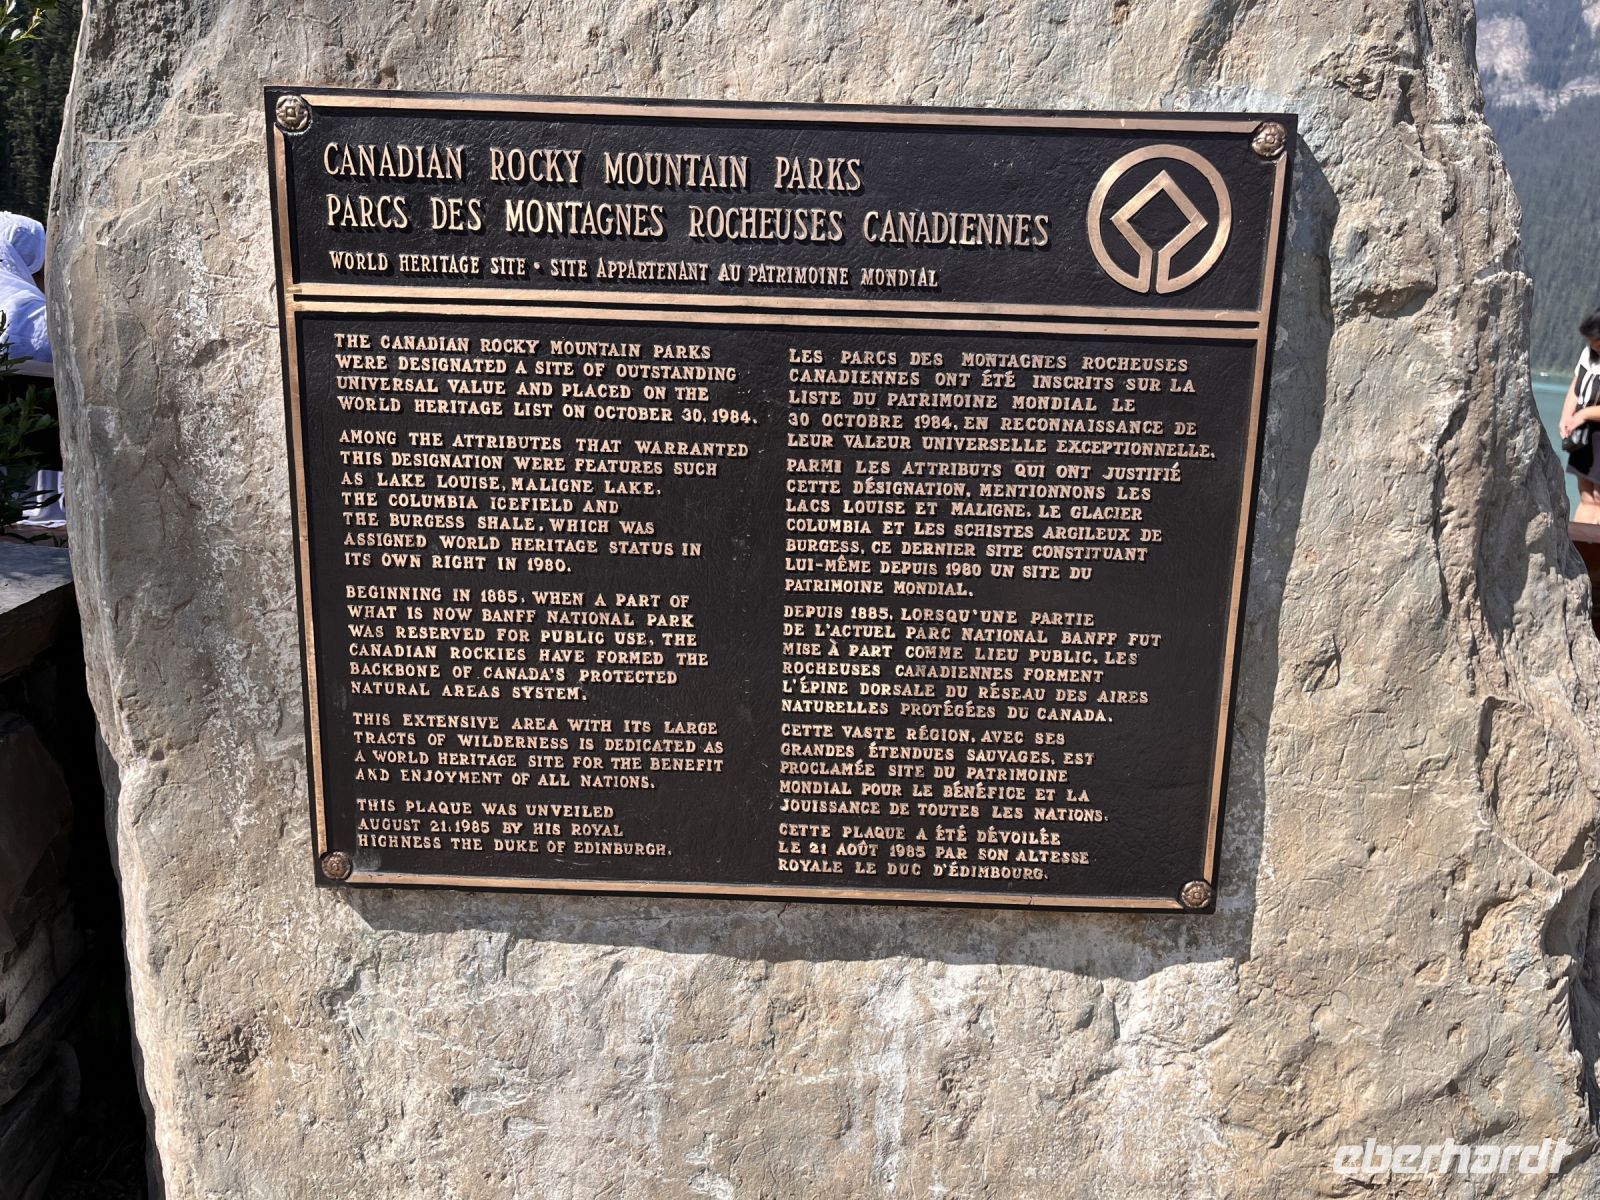 CANADIAN ROCKY MOUNTAIN PARKS
PARCS DES MONTAGNES ROCHEUSES CANADIENNES
WORLD HERITAGE SITE • SITE APPARTENANT AU PATRIMOINE MONDIAL
THE CANADIAN ROCKY MOUNTAIN PARKS
WERE DESIGNATED A SITE OF OUTSTANDING
UNIVERSAL VALUE AND PLACED ON THE
WORLD HERITAGE LIST ON OCTOBER 30, 1984.
AMONG THE ATTRIBUTES THAT WARRANTED
THIS DESIGNATION WERE FEATURES SUCH
AS LAKE LOUISE, MALIGNE LAKE,
THE COLUMBIA ICEFIELD AND
THE BURGESS SHALE, WHICH WAS
ASSIGNED WORLD HERITAGE STATUS IN
ITS OWN RIGHT IN 1980.
BEGINNING IN 1885, WHEN A PART OF
WHAT IS NOW BANFF NATIONAL PARK
WAS RESERVED FOR PUBLIC USE, THE
CANADIAN ROCKIES HAVE FORMED THE
BACKBONE OF CANADA'S PROTECTED
NATURAL AREAS SYSTEM.
THIS EXTENSIVE AREA WITH ITS LARGE
TRACTS OF WILDERNESS IS DEDICATED AS
A WORLD HERITAGE SITE FOR THE BENEFIT
AND ENJOYMENT OF ALL NATIONS.
THIS PLAQUE WAS UNVEILED
AUGUST 21, 1985 BY HIS ROYAL
HIGHNESS THE DUKE OF EDINBURGH.
LES PARCS DES MONTAGNES ROCHEUSES
CANADIENNES ONT ÉTÉ INSCRITS SUR LA
LISTE DU PATRIMOINE MONDIAL LE
30 OCTOBRE 1984, EN RECONNAISSANCE DE
LEUR VALEUR UNIVERSELLE EXCEPTIONNELLE.
PARMI LES ATTRIBUTS QUI ONT JUSTIFIÉ
CETTE DÉSIGNATION, MENTIONNONS LES
LACS LOUISE ET MALIGNE, LE GLACIER
COLUMBIA ET LES SCHISTES ARGILEUX DE
BURGESS, CE DERNIER SITE CONSTITUANT
LUI-MÊME DEPUIS 1980 UN SITE DU
PATRIMOINE MONDIAL.
DEPUIS 1885, LORSQU'UNE PARTIE
DE L'ACTUEL PARC NATIONAL BANFF FUT
MISE À PART COMME LIEU PUBLIC, LES
ROCHEUSES CANADIENNES FORMENT
L'ÉPINE DORSALE DU RÉSEAU DES AIRES
NATURELLES PROTÉGÉES DU CANADA.
CETTE VASTE RÉGION, AVEC SES
GRANDES ÉTENDUES SAUVAGES, EST
PROCLAMÉE SITE DU PATRIMOINE
MONDIAL POUR LE BÉNÉFICE ET LA
JOUISSANCE DE TOUTES LES NATIONS.
CETTE PLAQUE A ÉTÉ DÉVOILÉE
LE 21 AOÛT 1985 PAR SON ALTESSE
ROYALE LE DUC D'ÉDIMBOURG.
eberhardt